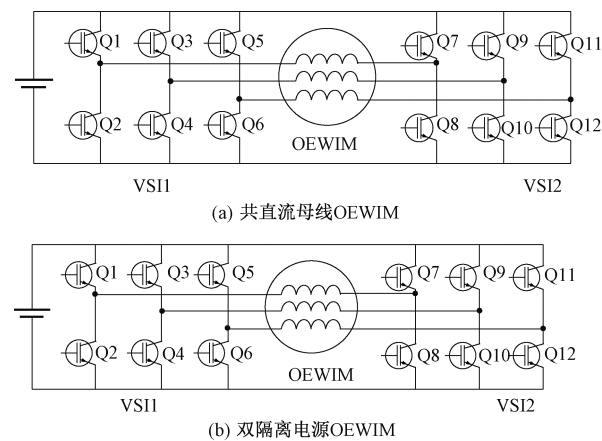 Q1 Q3 Q5 Q7 Q9 Q11
Q2 Q4 Q6 Q8 Q10 Q12
OEWIM
VSI1 VSI2
(a) 共直流母线OEWIM
Q1 Q3 Q5 Q7 Q9 Q11
Q2 Q4 Q6 Q8 Q10 Q12
OEWIM
VSI1 VSI2
(b) 双隔离电源OEWIM